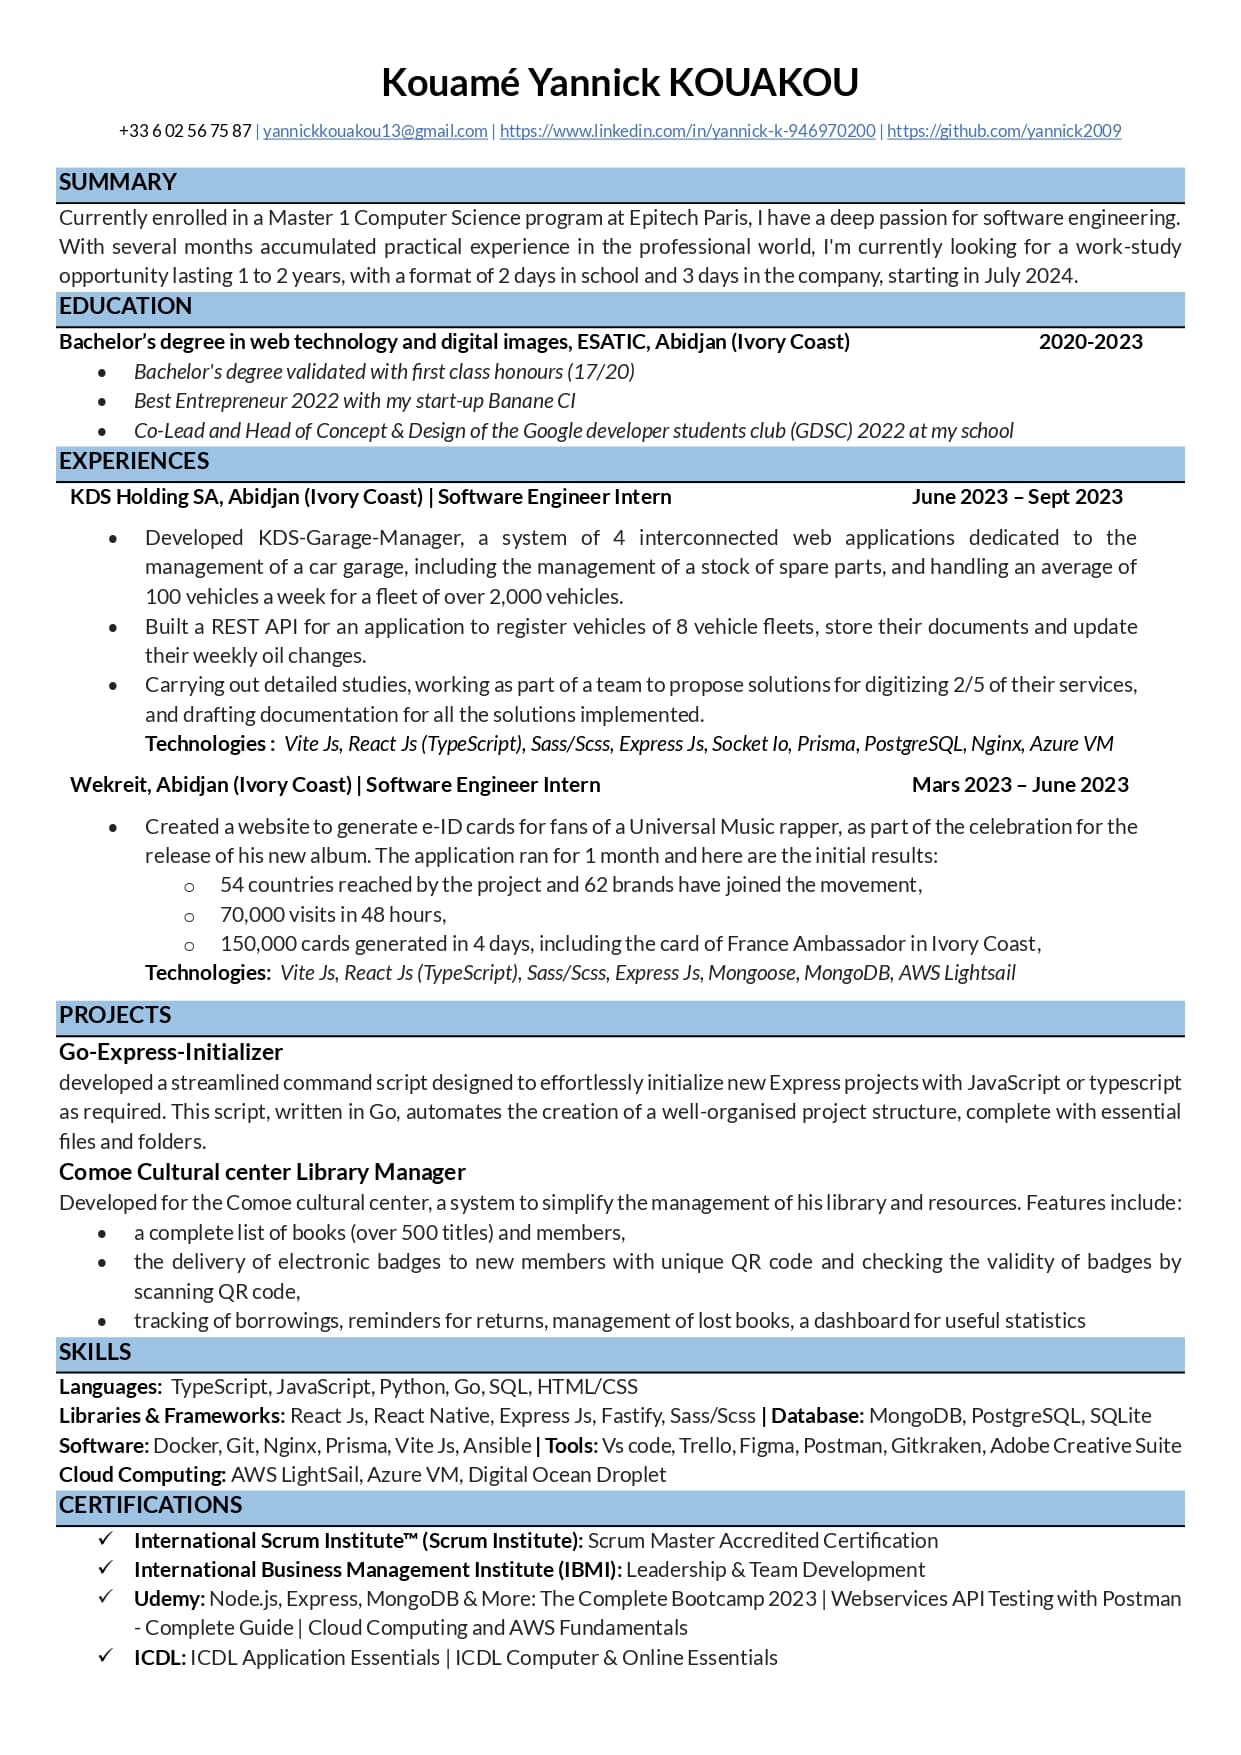 Kouamé Yannick KOUAKOU
+33 6 02 56 75 87 | yannickkouakou13@gmail.com | https://www.linkedin.com/in/yannick-k-946970200 | https://github.com/yannick2009
SUMMARY
Currently enrolled in a Master 1 Computer Science program at Epitech Paris, I have a deep passion for software engineering.
With several months accumulated practical experience in the professional world, I'm currently looking for a work-study
opportunity lasting 1 to 2 years, with a format of 2 days in school and 3 days in the company, starting in July 2024.
EDUCATION
Bachelor’s degree in web technology and digital images, ESATIC, Abidjan (Ivory Coast) 2020-2023
• Bachelor's degree validated with first class honours (17/20)
• Best Entrepreneur 2022 with my start-up Banane CI
• Co-Lead and Head of Concept & Design of the Google developer students club (GDSC) 2022 at my school
EXPERIENCES
KDS Holding SA, Abidjan (Ivory Coast) | Software Engineer Intern June 2023 – Sept 2023
• Developed KDS-Garage-Manager, a system of 4 interconnected web applications dedicated to the
management of a car garage, including the management of a stock of spare parts, and handling an average of
100 vehicles a week for a fleet of over 2,000 vehicles.
• Built a REST API for an application to register vehicles of 8 vehicle fleets, store their documents and update
their weekly oil changes.
• Carrying out detailed studies, working as part of a team to propose solutions for digitizing 2/5 of their services,
and drafting documentation for all the solutions implemented.
Technologies : Vite Js, React Js (TypeScript), Sass/Scss, Express Js, Socket Io, Prisma, PostgreSQL, Nginx, Azure VM
Wekreit, Abidjan (Ivory Coast) | Software Engineer Intern Mars 2023 – June 2023
• Created a website to generate e-ID cards for fans of a Universal Music rapper, as part of the celebration for the
release of his new album. The application ran for 1 month and here are the initial results:
o 54 countries reached by the project and 62 brands have joined the movement,
o 70,000 visits in 48 hours,
o 150,000 cards generated in 4 days, including the card of France Ambassador in Ivory Coast,
Technologies: Vite Js, React Js (TypeScript), Sass/Scss, Express Js, Mongoose, MongoDB, AWS Lightsail
PROJECTS
Go-Express-Initializer
developed a streamlined command script designed to effortlessly initialize new Express projects with JavaScript or typescript
as required. This script, written in Go, automates the creation of a well-organised project structure, complete with essential
files and folders.
Comoe Cultural center Library Manager
Developed for the Comoe cultural center, a system to simplify the management of his library and resources. Features include:
• a complete list of books (over 500 titles) and members,
• the delivery of electronic badges to new members with unique QR code and checking the validity of badges by
scanning QR code,
• tracking of borrowings, reminders for returns, management of lost books, a dashboard for useful statistics
SKILLS
Languages: TypeScript, JavaScript, Python, Go, SQL, HTML/CSS
Libraries & Frameworks: React Js, React Native, Express Js, Fastify, Sass/Scss | Database: MongoDB, PostgreSQL, SQLite
Software: Docker, Git, Nginx, Prisma, Vite Js, Ansible | Tools: Vs code, Trello, Figma, Postman, Gitkraken, Adobe Creative Suite
Cloud Computing: AWS LightSail, Azure VM, Digital Ocean Droplet
CERTIFICATIONS
✓ International Scrum Institute™ (Scrum Institute): Scrum Master Accredited Certification
✓ International Business Management Institute (IBMI): Leadership & Team Development
✓ Udemy: Node.js, Express, MongoDB & More: The Complete Bootcamp 2023 | Webservices API Testing with Postman
- Complete Guide | Cloud Computing and AWS Fundamentals
✓ ICDL: ICDL Application Essentials | ICDL Computer & Online Essentials